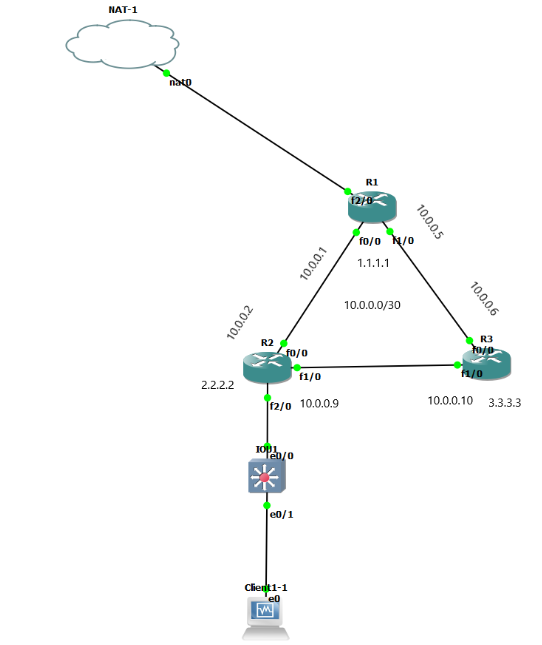 NAT-1
nat0
R1
f2/0
10.0.0.5
f0/0
f1/0
10.0.0.1
1.1.1.1
10.0.0.6
10.0.0.0/30
10.0.0.2
R2
R3
f0/0
f0/0
f1/0
f1/0
2.2.2.2
f2/0
10.0.0.9
10.0.0.10
3.3.3.3
e0/0
e0/1
Client1-1
e0